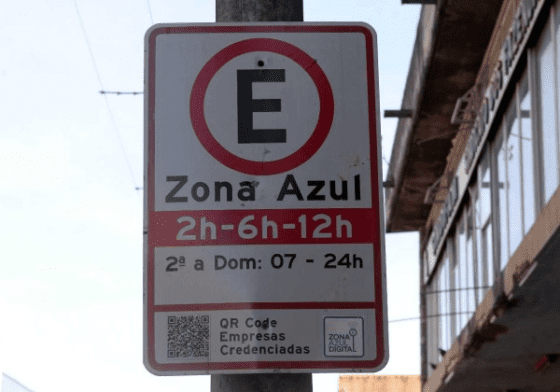 E
Zona Azul
2h-6h-12h
2ª a Dom: 07 - 24h
QR Code
Empresas
Credenciadas
ZONA
AZUL
DIGITAL